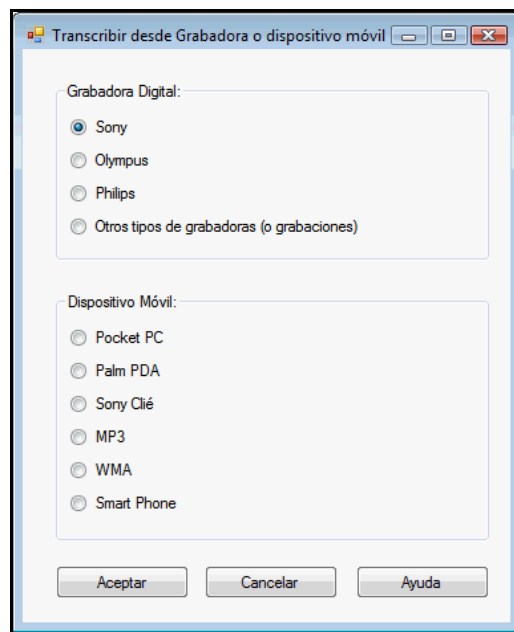 Transcribir desde Grabadora o dispositivo móvil
Grabadora Digital:
Sony
Olympus
Philips
Otros tipos de grabadoras (o grabaciones)
Dispositivo Móvil:
Pocket PC
Palm PDA
Sony Clié
MP3
WMA
Smart Phone
Aceptar Cancelar Ayuda